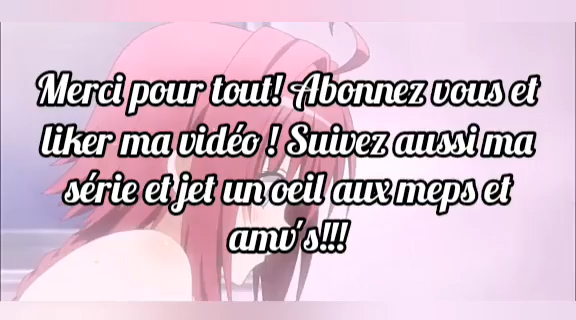 Merci pour tout! Abonnez vous et
liker ma vidéo ! Suivez aussi ma
série et jet un oeil aux meps et
amv's!!!